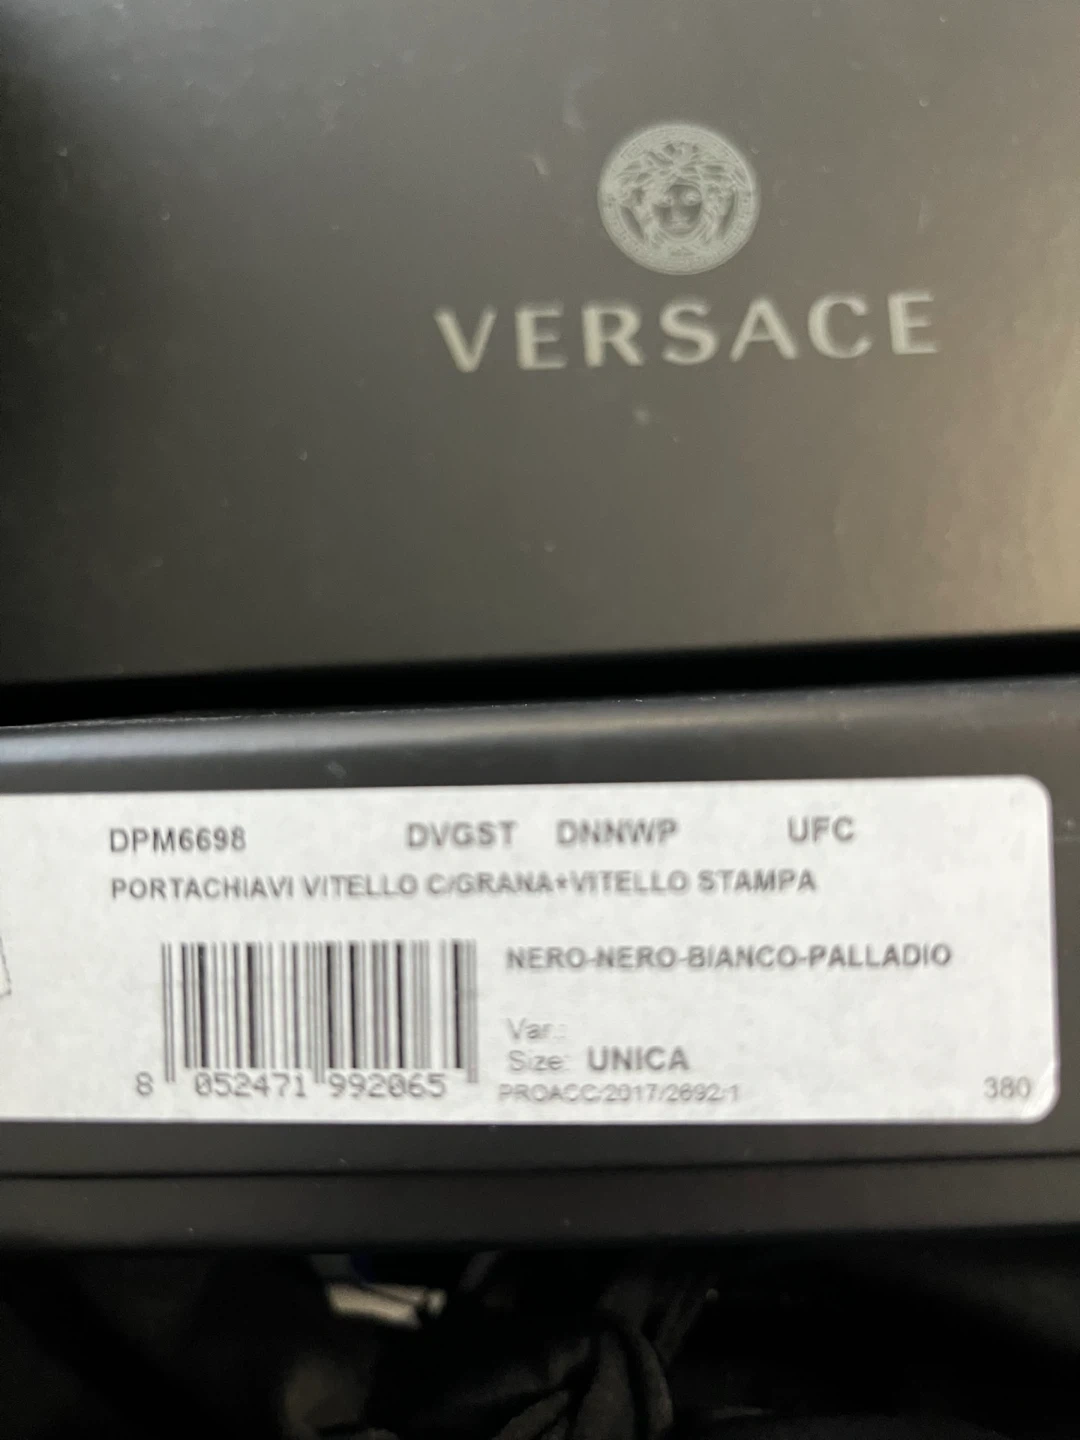 VERSACE
DPM6698 DVGST DNNWP UFC
PORTACHIAVI VITELLO C/GRANA+VITELLO STAMPA
NERO-NERO-BIANCO-PALLADIO
Var.:
Size: UNICA
8 052471 992065
PROACC/2017/2692/1
380